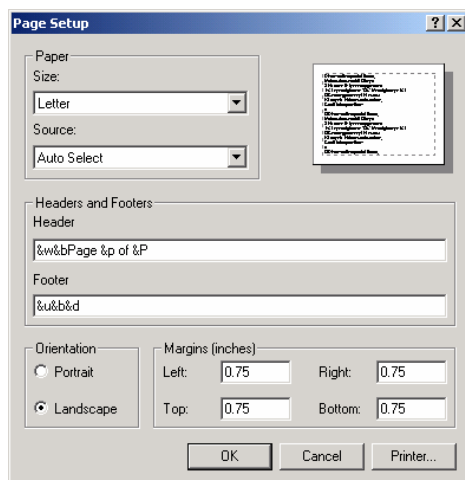 Page Setup
Paper
Size:
Letter
Source:
Auto Select
Headers and Footers
Header
&w&bPage &p of &P
Footer
&u&b&d
Orientation
Portrait
Landscape
Margins (inches)
Left: 0.75 Right: 0.75
Top: 0.75 Bottom: 0.75
OK Cancel Printer...